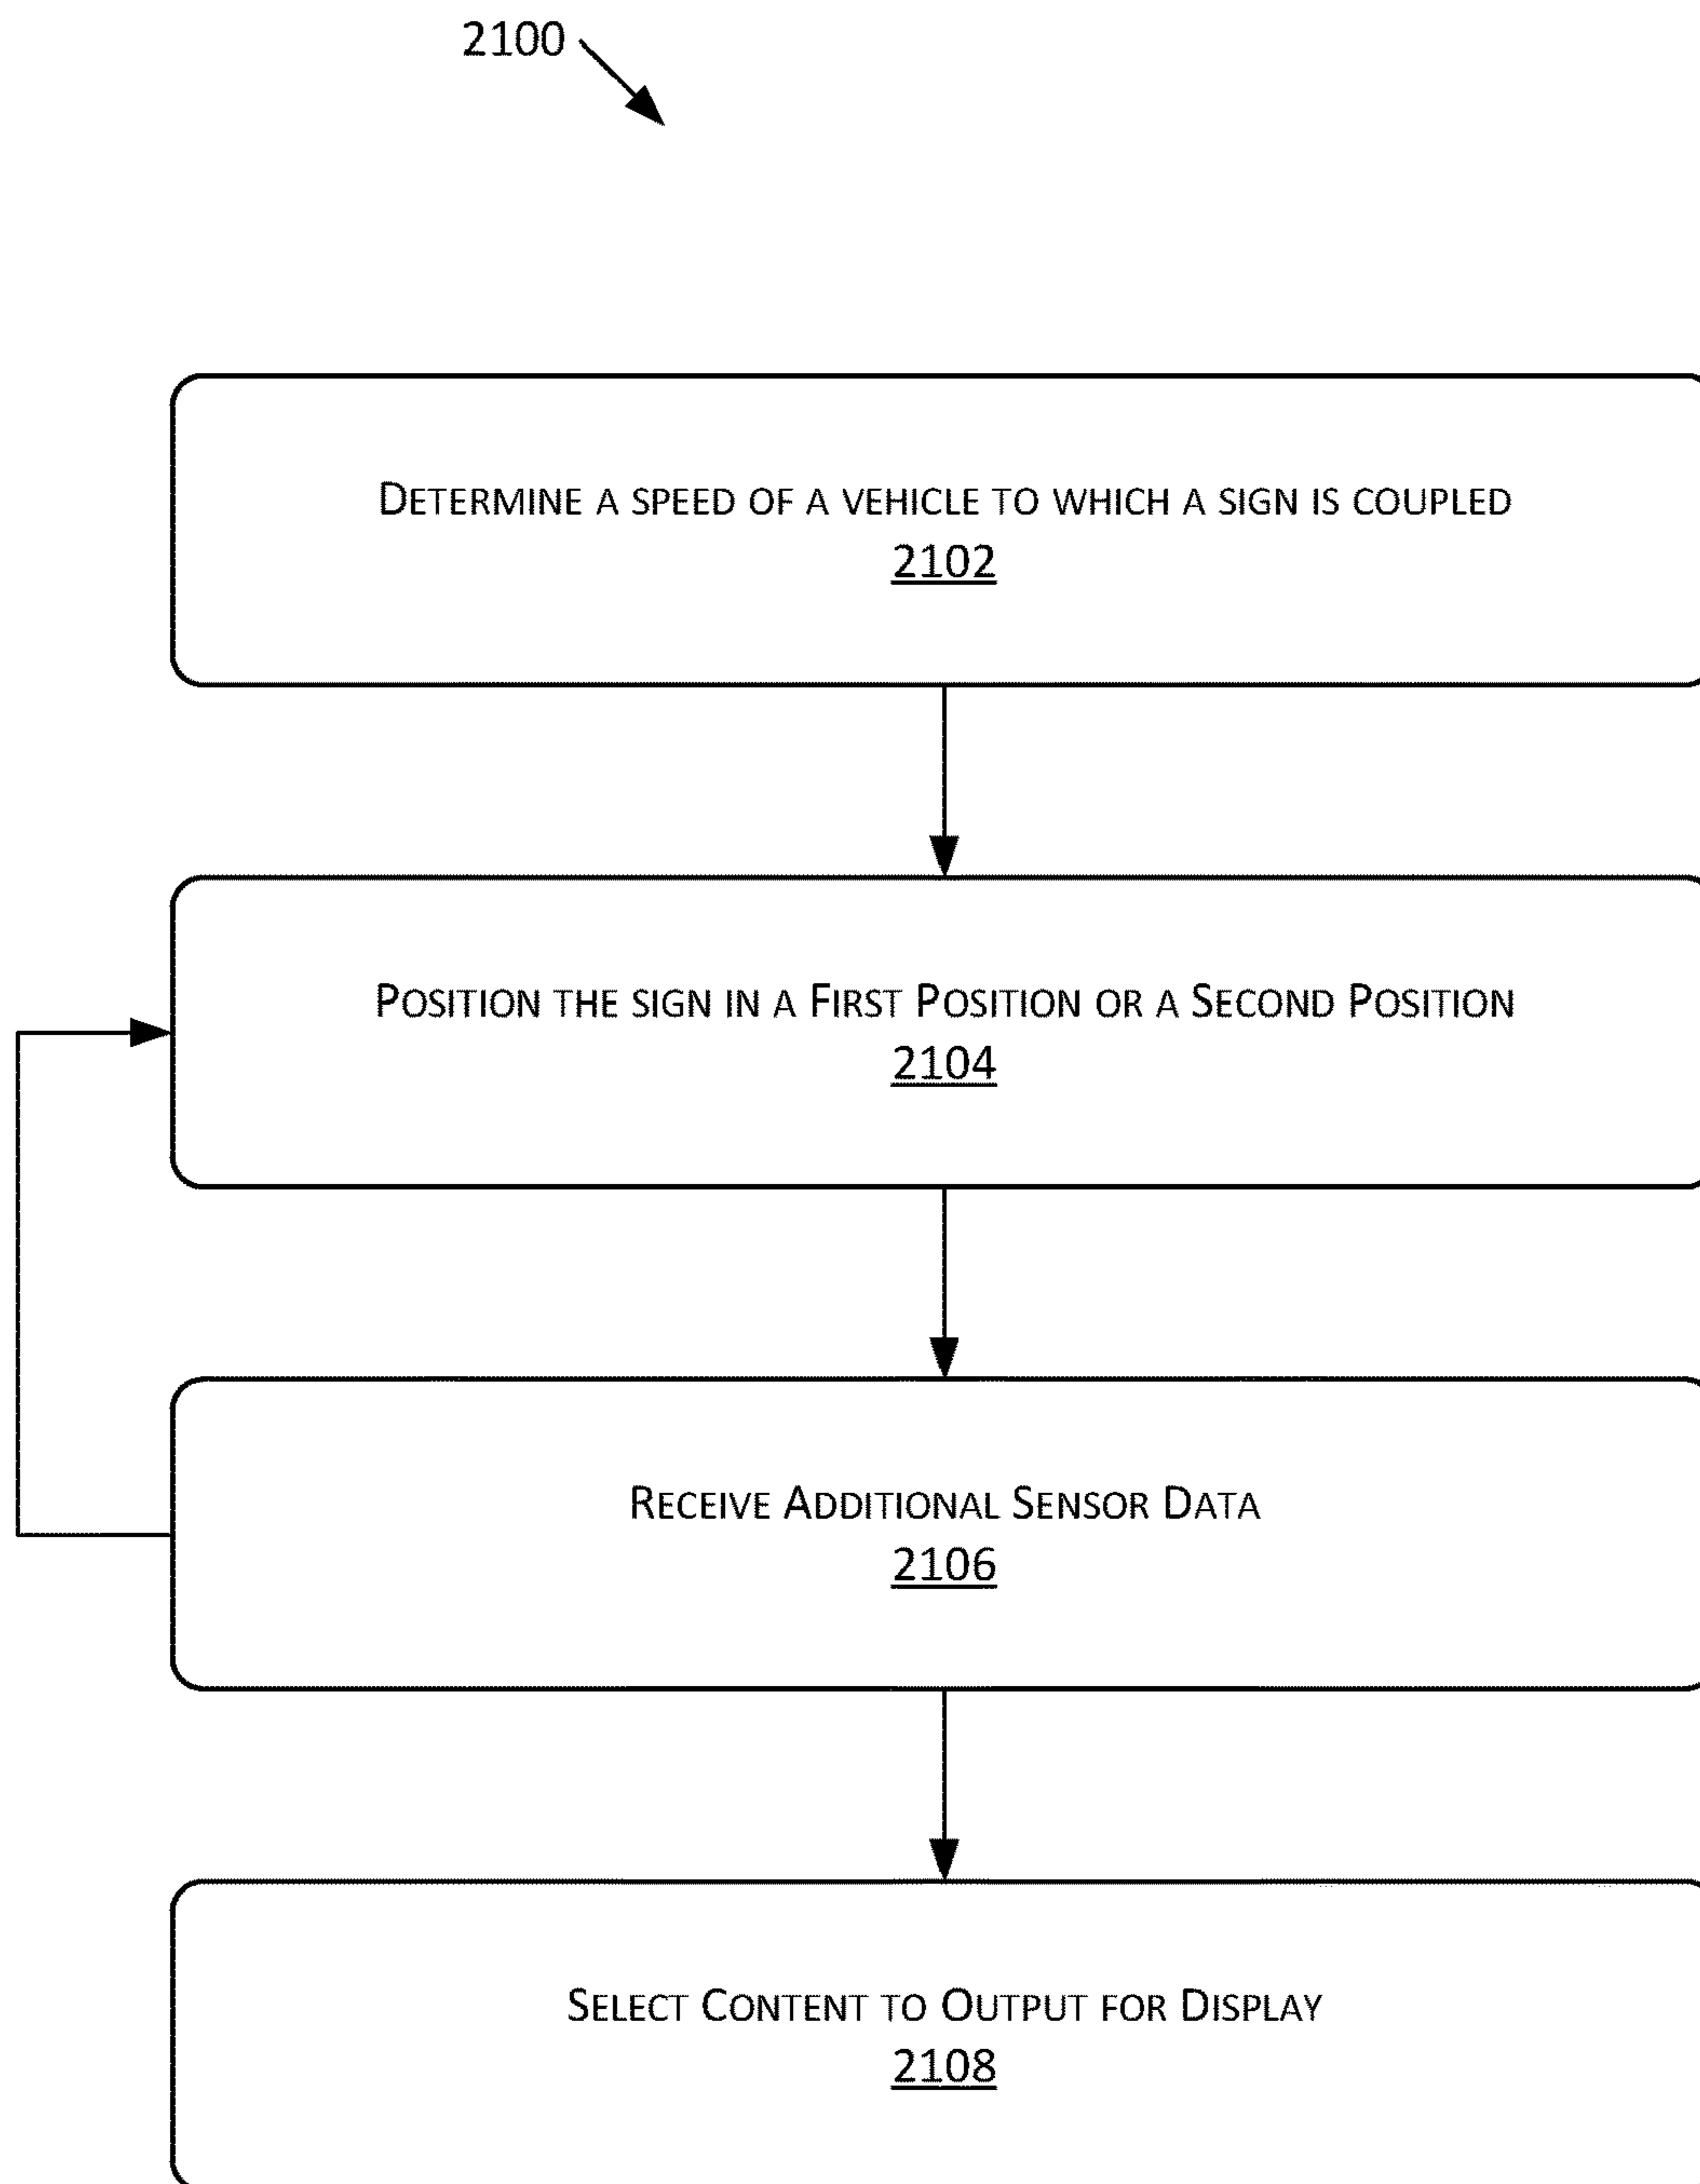 2100
Determine a speed of a vehicle to which a sign is coupled
2102
Position the sign in a First Position or a Second Position
2104
Receive Additional Sensor Data
2106
Select Content to Output for Display
2108